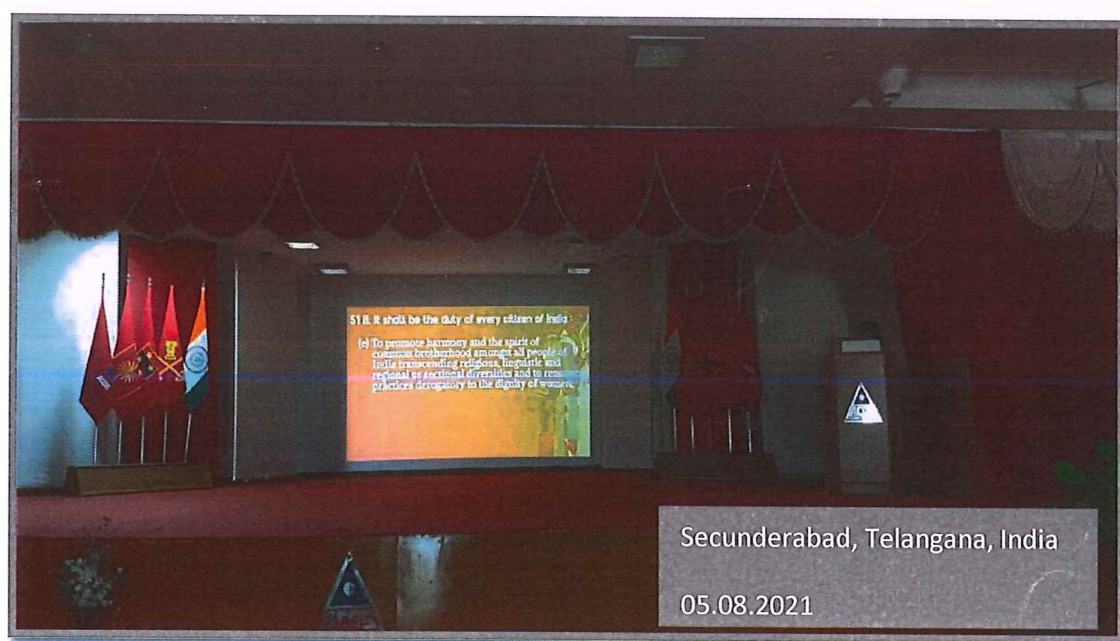 51 A. It shall be the duty of every citizen of India :
(e) To promote harmony and the spirit of
common brotherhood amongst all people of
India transcending religious, linguistic and
regional or sectional diversities and to
practices derogatory to the dignity of women.
Secunderabad, Telangana, India
05.08.2021